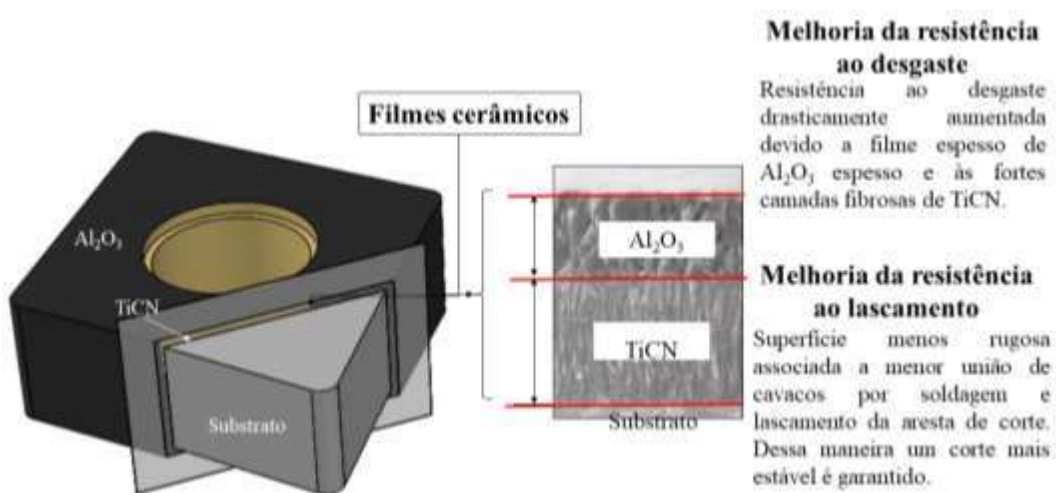 Melhoria da resistência
ao desgaste
Resistência ao desgaste
drasticamente aumentada
devido a filme espesso de
Al₂O₃ espesso e às fortes
camadas fibrosas de TiCN.
Filmes cerâmicos
Al₂O₃
TiCN
Substrato
Al₂O₃
TiCN
Substrato
Melhoria da resistência
ao lascamento
Superfície menos rugosa
associada a menor união de
cavacos por soldagem e
lascamento da aresta de corte.
Dessa maneira um corte mais
estável é garantido.